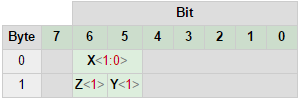 Bit
Byte 7 6 5 4 3 2 1 0
0 X<1:0>
1 Z<1> Y<1>